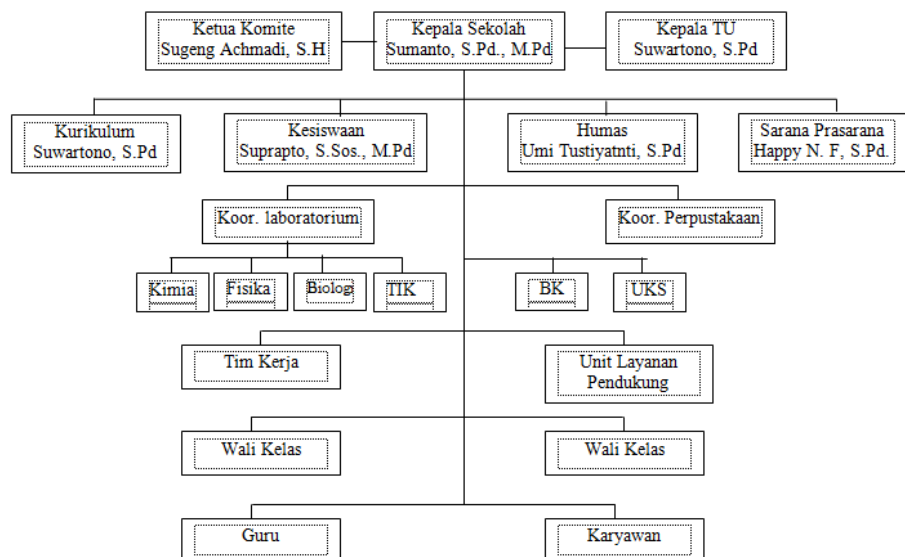 Ketua Komite
Sugeng Achmadi, S.H
Kepala Sekolah
Sumanto, S.Pd., M.Pd
Kepala TU
Suwartono, S.Pd
Kurikulum
Suwartono, S.Pd
Kesiswaan
Suprapto, S.Sos., M.Pd
Humas
Umi Tustiyatnti, S.Pd
Sarana Prasarana
Happy N. F, S.Pd.
Koor. laboratorium
Koor. Perpustakaan
Kimia
Fisika
Biologi
TIK
BK
UKS
Tim Kerja
Unit Layanan
Pendukung
Wali Kelas
Wali Kelas
Guru
Karyawan